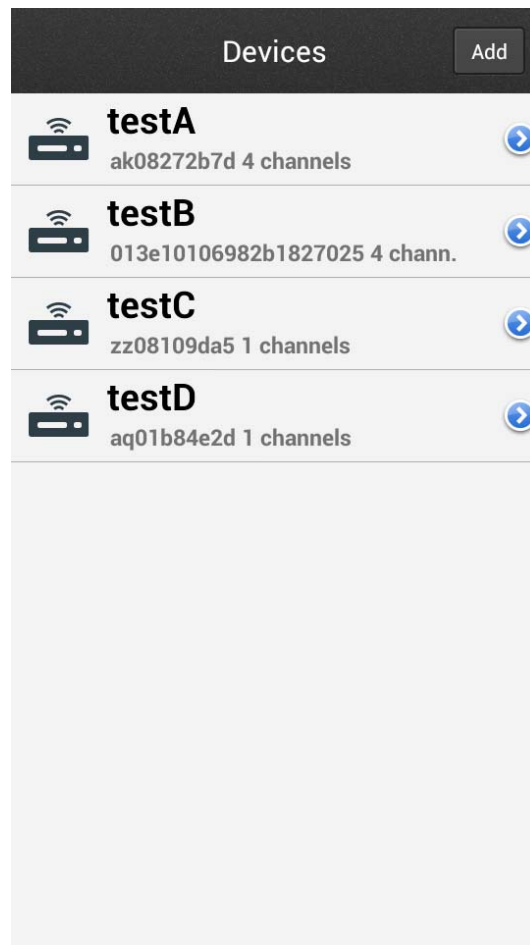 Devices
Add
testA
ak08272b7d 4 channels
testB
013e10106982b1827025 4 chann.
testC
zz08109da5 1 channels
testD
aq01b84e2d 1 channels